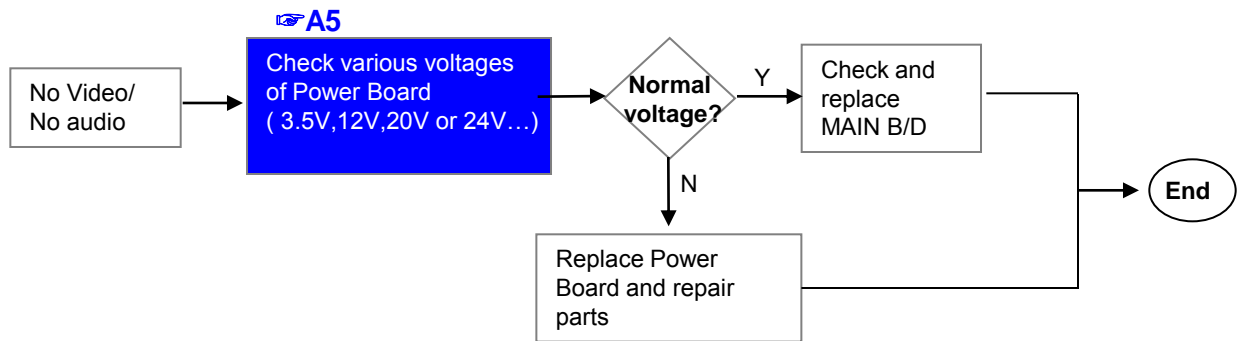 ☞A5
No Video/
No audio
Check various voltages
of Power Board
( 3.5V,12V,20V or 24V…)
Normal
voltage?
Y
Check and
replace
MAIN B/D
N
Replace Power
Board and repair
parts
End